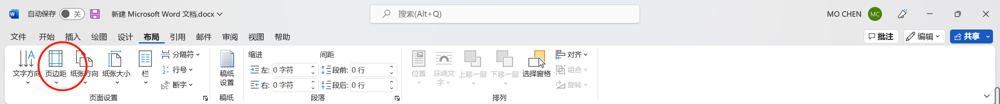 自动保存 关 新建 Microsoft Word 文档.docx 搜索(Alt+Q) MO CHEN MC
文件 开始 插入 绘图 设计 布局 引用 邮件 审阅 视图 帮助 批注 编辑 共享
文字方向 页边距 纸张方向 纸张大小 栏
分隔符
行号
断字
页面设置
稿纸
设置
稿纸
缩进 间距
左: 0 字符 段前: 0 行
右: 0 字符 段后: 0 行
段落
位置 环绕文
字 上移一层 下移一层 选择窗格
对齐
组合
旋转
排列